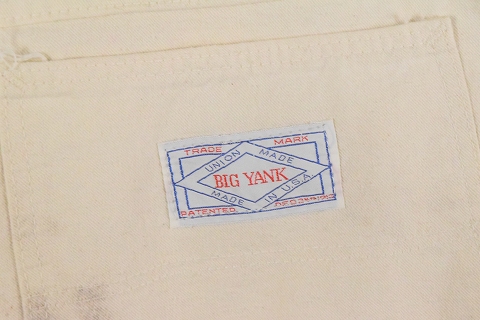 TRADE MARK
UNION MADE
BIG YANK
MADE IN U.S.A.
PATENTED